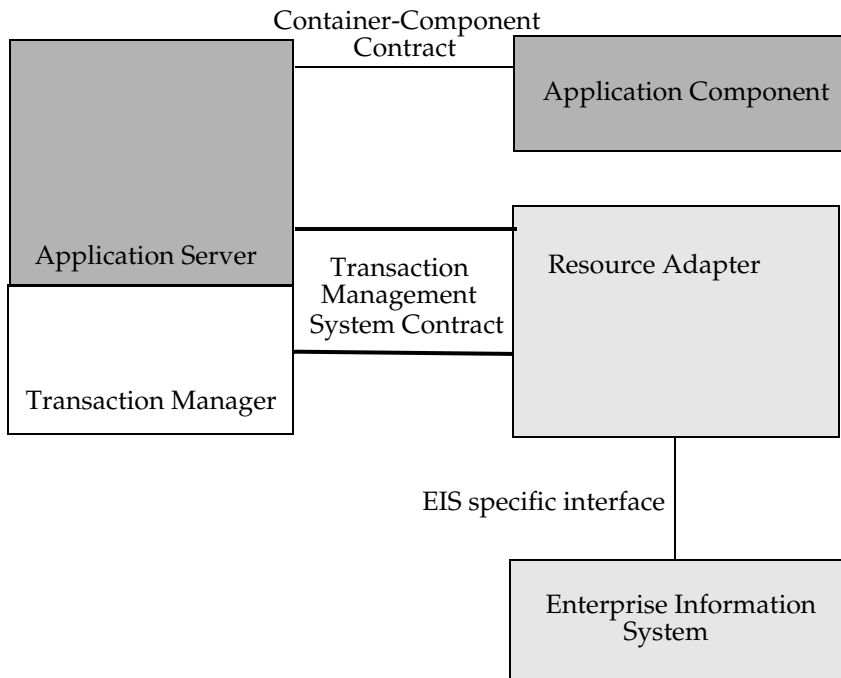 Container-Component
Contract
Application Component
Application Server
Transaction
Management
System Contract
Resource Adapter
Transaction Manager
EIS specific interface
Enterprise Information
System